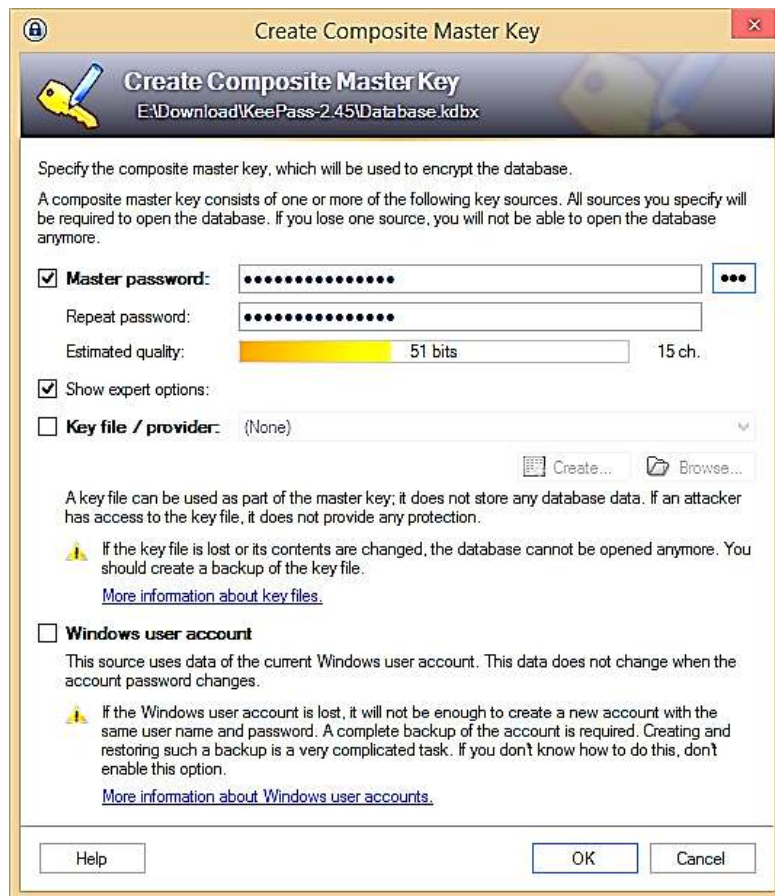 Create Composite Master Key
Create Composite Master Key
E:\Download\KeePass-2.45\Database.kdbx
Specify the composite master key, which will be used to encrypt the database.
A composite master key consists of one or more of the following key sources. All sources you specify will
be required to open the database. If you lose one source, you will not be able to open the database
anymore.
Master password:
Repeat password:
Estimated quality: 51 bits 15 ch.
Show expert options:
Key file / provider: (None)
Create... Browse...
A key file can be used as part of the master key; it does not store any database data. If an attacker
has access to the key file, it does not provide any protection.
If the key file is lost or its contents are changed, the database cannot be opened anymore. You
should create a backup of the key file.
More information about key files.
Windows user account
This source uses data of the current Windows user account. This data does not change when the
account password changes.
If the Windows user account is lost, it will not be enough to create a new account with the
same user name and password. A complete backup of the account is required. Creating and
restoring such a backup is a very complicated task. If you don't know how to do this, don't
enable this option.
More information about Windows user accounts.
Help OK Cancel